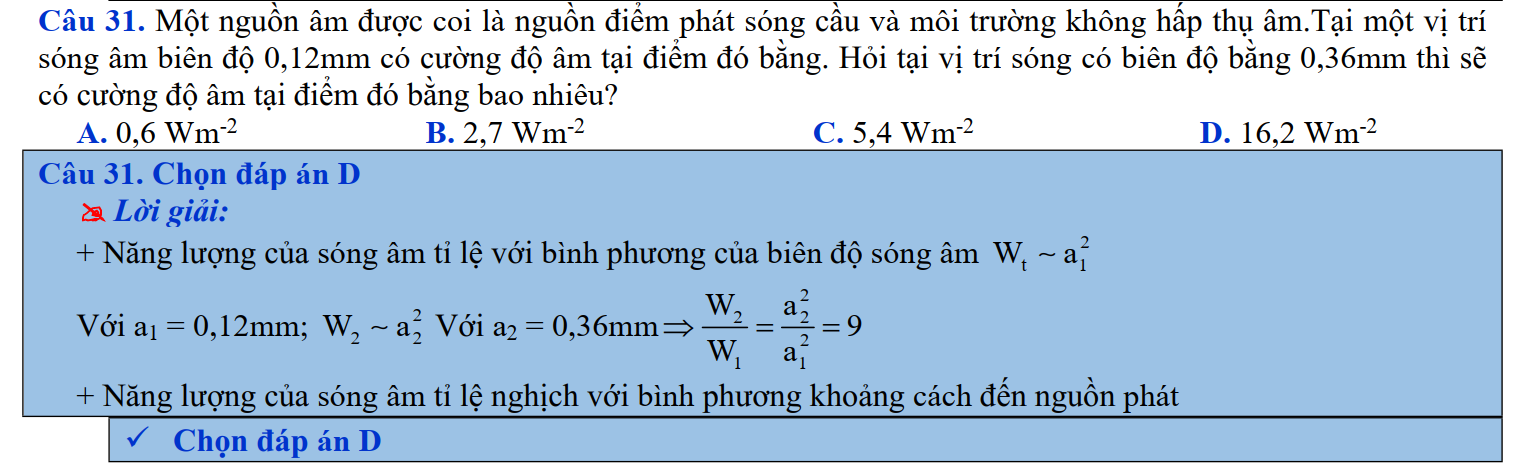 Câu 31. Một nguồn âm được coi là nguồn điểm phát sóng cầu và môi trường không hấp thụ âm.Tại một vị trí
sóng âm biên độ 0,12mm có cường độ âm tại điểm đó bằng. Hỏi tại vị trí sóng có biên độ bằng 0,36mm thì sẽ
có cường độ âm tại điểm đó bằng bao nhiêu?
A. 0,6 Wm⁻² B. 2,7 Wm⁻² C. 5,4 Wm⁻² D. 16,2 Wm⁻²
Câu 31. Chọn đáp án D
Lời giải:
+ Năng lượng của sóng âm tỉ lệ với bình phương của biên độ sóng âm W_t ~ a_1^2
Với a₁ = 0,12mm; W_2 ~ a_2^2 Với a₂ = 0,36mm ⇒ W_2/W_1 = a_2^2/a_1^2 = 9
+ Năng lượng của sóng âm tỉ lệ nghịch với bình phương khoảng cách đến nguồn phát
✓ Chọn đáp án D